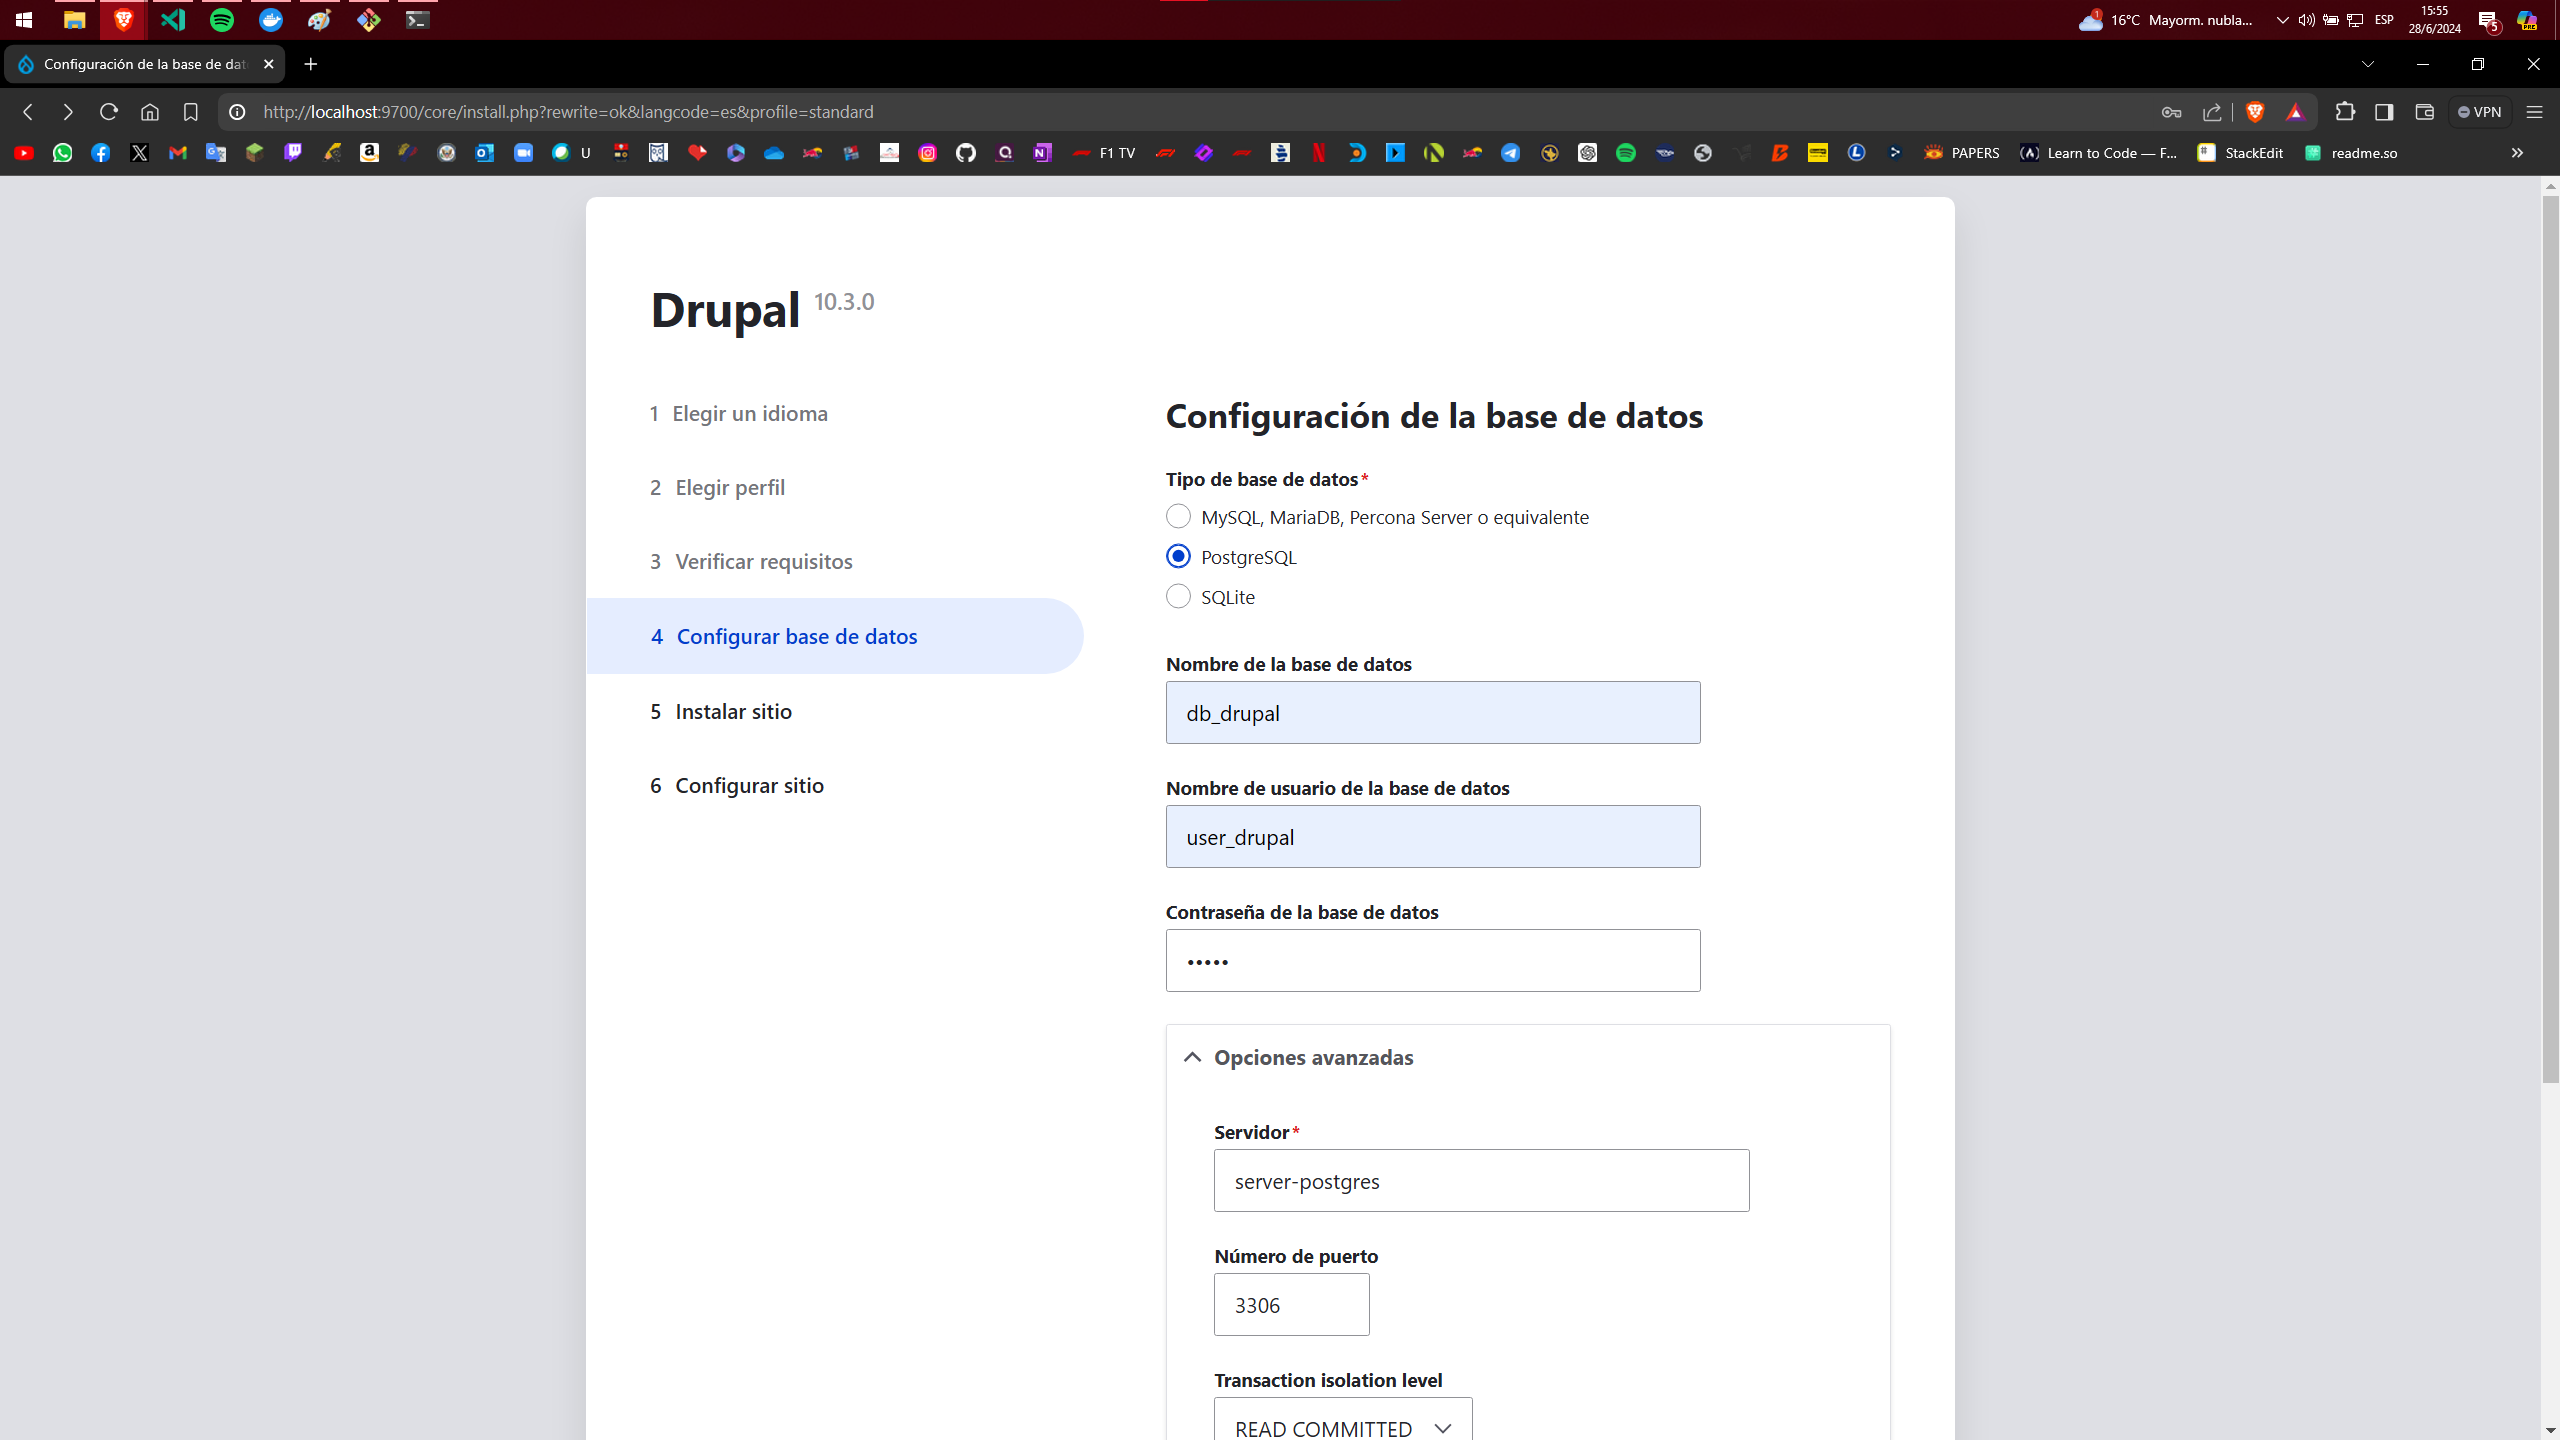 16°C Mayorm. nubla...
ESP
15:55
28/6/2024
5
Configuración de la base de dat
http://localhost:9700/core/install.php?rewrite=ok&langcode=es&profile=standard
VPN
U
F1 TV
PAPERS
Learn to Code — F...
StackEdit
readme.so
Drupal 10.3.0
1 Elegir un idioma
2 Elegir perfil
3 Verificar requisitos
4 Configurar base de datos
5 Instalar sitio
6 Configurar sitio
Configuración de la base de datos
Tipo de base de datos*
MySQL, MariaDB, Percona Server o equivalente
PostgreSQL
SQLite
Nombre de la base de datos
db_drupal
Nombre de usuario de la base de datos
user_drupal
Contraseña de la base de datos
•••••
Opciones avanzadas
Servidor*
server-postgres
Número de puerto
3306
Transaction isolation level
READ COMMITTED